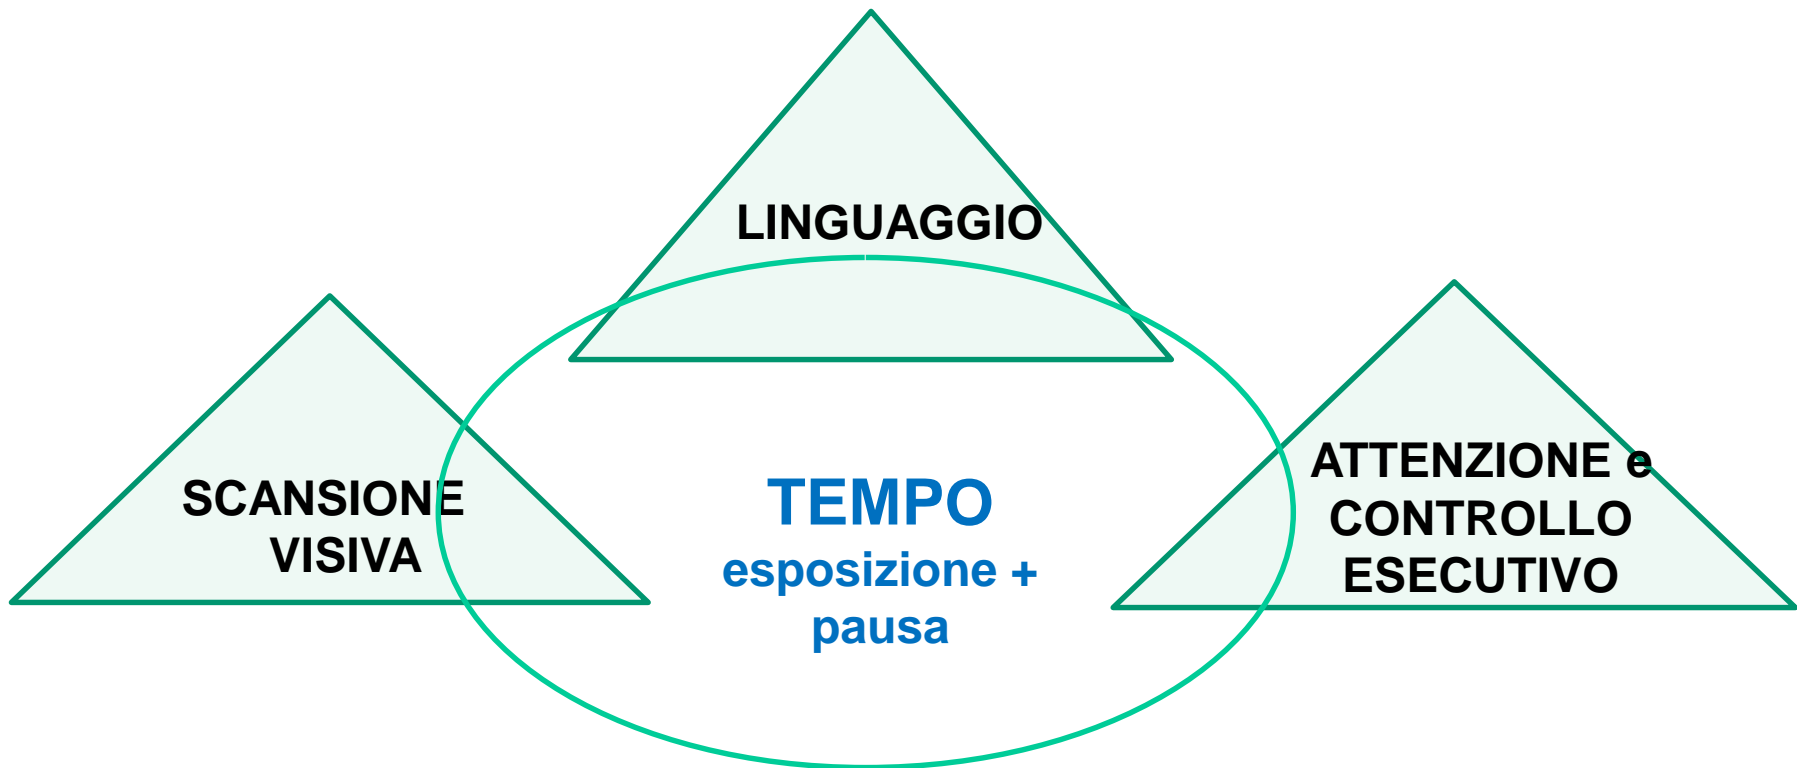 LINGUAGGIO
SCANSIONE
VISIVA
TEMPO
esposizione +
pausa
ATTENZIONE e
CONTROLLO
ESECUTIVO